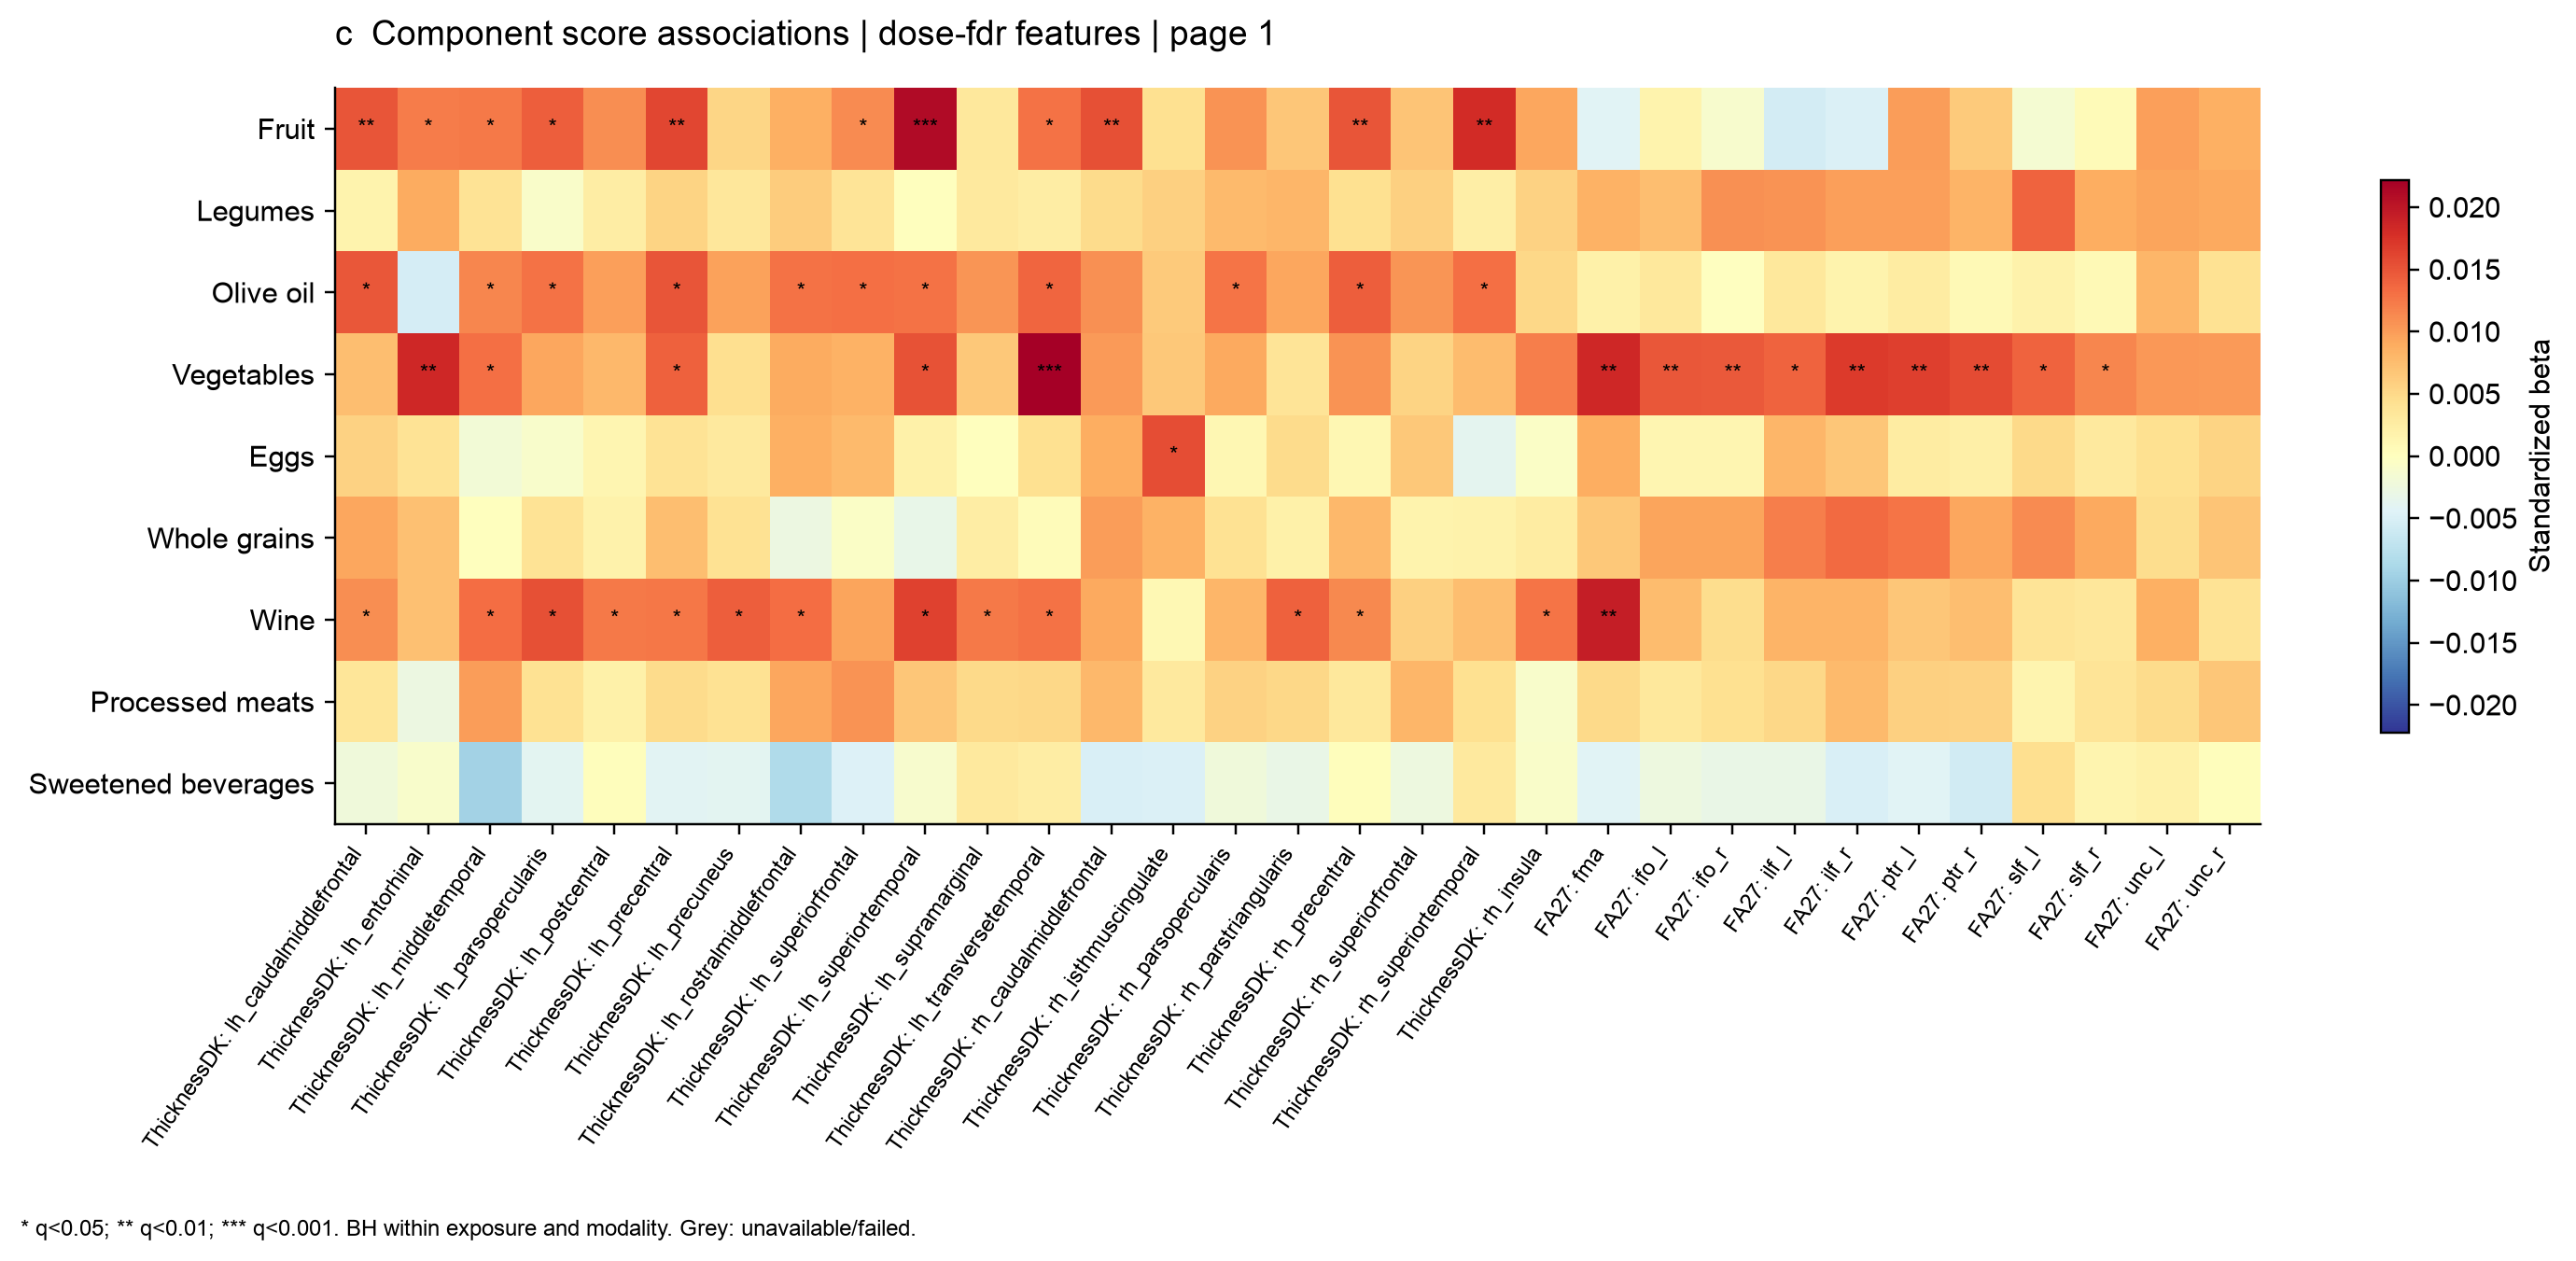 c  Component score associations | dose-fdr features | page 1
Fruit
** * * * ** * *** * ** ** **
Legumes
Olive oil
* * * * * * * * * * *
Vegetables
** * * * *** ** ** ** * ** ** ** * *
Eggs
*
Whole grains
Wine
* * * * * * * * * * * * * **
Processed meats
Sweetened beverages
ThicknessDK: lh_caudalmiddlefrontal
ThicknessDK: lh_entorhinal
ThicknessDK: lh_middletemporal
ThicknessDK: lh_parsopercularis
ThicknessDK: lh_postcentral
ThicknessDK: lh_precentral
ThicknessDK: lh_precuneus
ThicknessDK: lh_rostralmiddlefrontal
ThicknessDK: lh_superiorfrontal
ThicknessDK: lh_superiortemporal
ThicknessDK: lh_supramarginal
ThicknessDK: lh_transversetemporal
ThicknessDK: rh_caudalmiddlefrontal
ThicknessDK: rh_isthmuscingulate
ThicknessDK: rh_parsopercularis
ThicknessDK: rh_parstriangularis
ThicknessDK: rh_precentral
ThicknessDK: rh_superiorfrontal
ThicknessDK: rh_superiortemporal
ThicknessDK: rh_insula
FA27: fma
FA27: ifo_l
FA27: ifo_r
FA27: ilf_l
FA27: ilf_r
FA27: ptr_l
FA27: ptr_r
FA27: slf_l
FA27: slf_r
FA27: unc_l
FA27: unc_r
0.020
0.015
0.010
0.005
0.000
−0.005
−0.010
−0.015
−0.020
Standardized beta
* q<0.05; ** q<0.01; *** q<0.001. BH within exposure and modality. Grey: unavailable/failed.